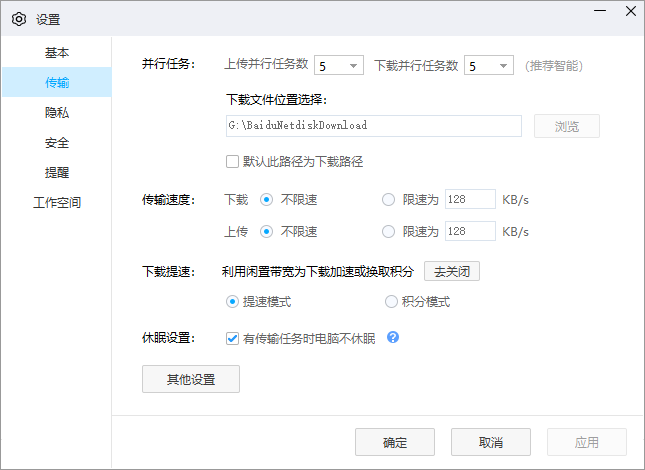 设置
基本
传输
隐私
安全
提醒
工作空间
并行任务： 上传并行任务数 5 下载并行任务数 5 (推荐智能)
下载文件位置选择：
G:\BaiduNetdiskDownload 浏览
默认此路径为下载路径
传输速度： 下载 不限速 限速为 128 KB/s
上传 不限速 限速为 128 KB/s
下载提速： 利用闲置带宽为下载加速或换取积分 去关闭
提速模式 积分模式
休眠设置： 有传输任务时电脑不休眠 ?
其他设置
确定 取消 应用